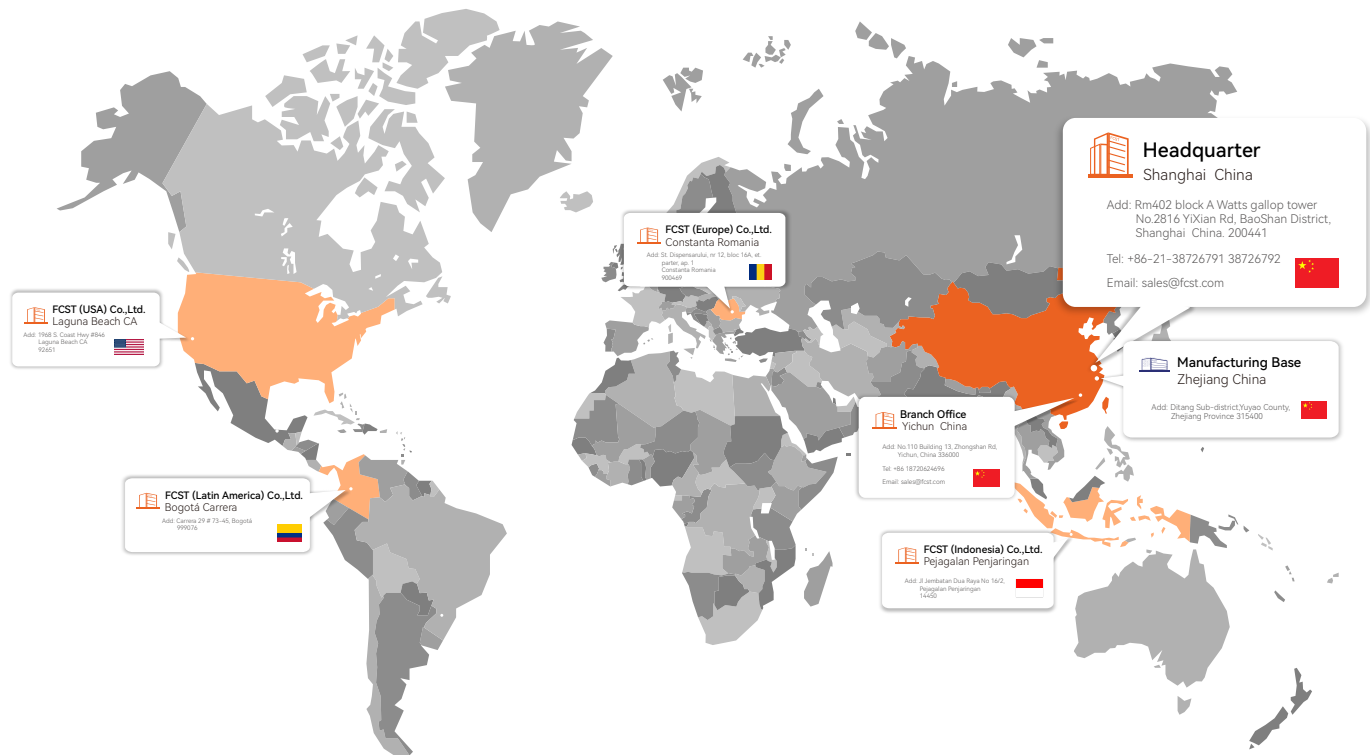 Headquarter
Shanghai China
Add: Rm402 block A Watts gallop tower
No.2816 YiXian Rd, BaoShan District,
Shanghai China. 200441
Tel: +86-21-38726791 38726792
Email: sales@fcst.com
FCST (Europe) Co.,Ltd.
Constanta Romania
Add: St. Dispensarului, nr 12, bloc 16A, et.
parter, ap. 1
Constanta Romania
900469
FCST (USA) Co.,Ltd.
Laguna Beach CA
Add: 1968 S. Coast Hwy #846
Laguna Beach CA
92651
Manufacturing Base
Zhejiang China
Add: Ditang Sub-district,Yuyao County,
Zhejiang Province 315400
Branch Office
Yichun China
Add: No.110 Building 13, Zhongshan Rd,
Yichun, China 336000
Tel: +86 18720624696
Email: sales@fcst.com
FCST (Latin America) Co.,Ltd.
Bogotá Carrera
Add: Carrera 29 # 73-45, Bogotá
999076
FCST (Indonesia) Co.,Ltd.
Pejagalan Penjaringan
Add: Jl Jembatan Dua Raya No 16/2,
Pejagalan Penjaringan
14450